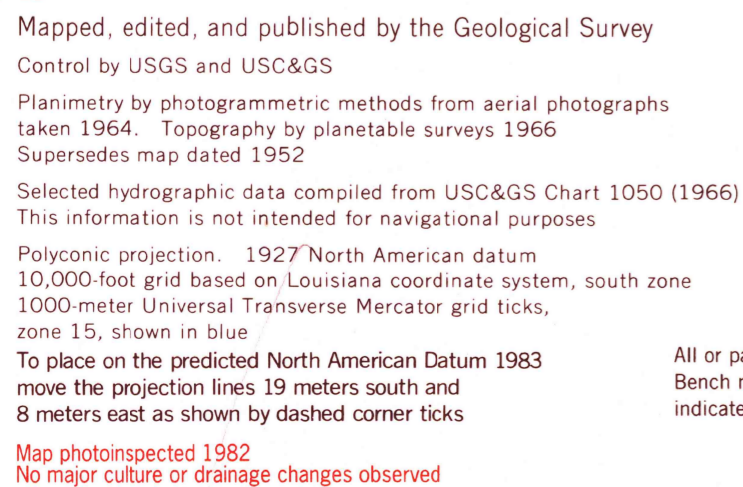 Mapped, edited, and published by the Geological Survey
Control by USGS and USC&GS
Planimetry by photogrammetric methods from aerial photographs
taken 1964. Topography by planetable surveys 1966
Supersedes map dated 1952
Selected hydrographic data compiled from USC&GS Chart 1050 (1966)
This information is not intended for navigational purposes
Polyconic projection. 1927 North American datum
10,000-foot grid based on Louisiana coordinate system, south zone
1000-meter Universal Transverse Mercator grid ticks,
zone 15, shown in blue
To place on the predicted North American Datum 1983
move the projection lines 19 meters south and
8 meters east as shown by dashed corner ticks
All or pa
Bench
indicate
Map photoinspected 1982
No major culture or drainage changes observed